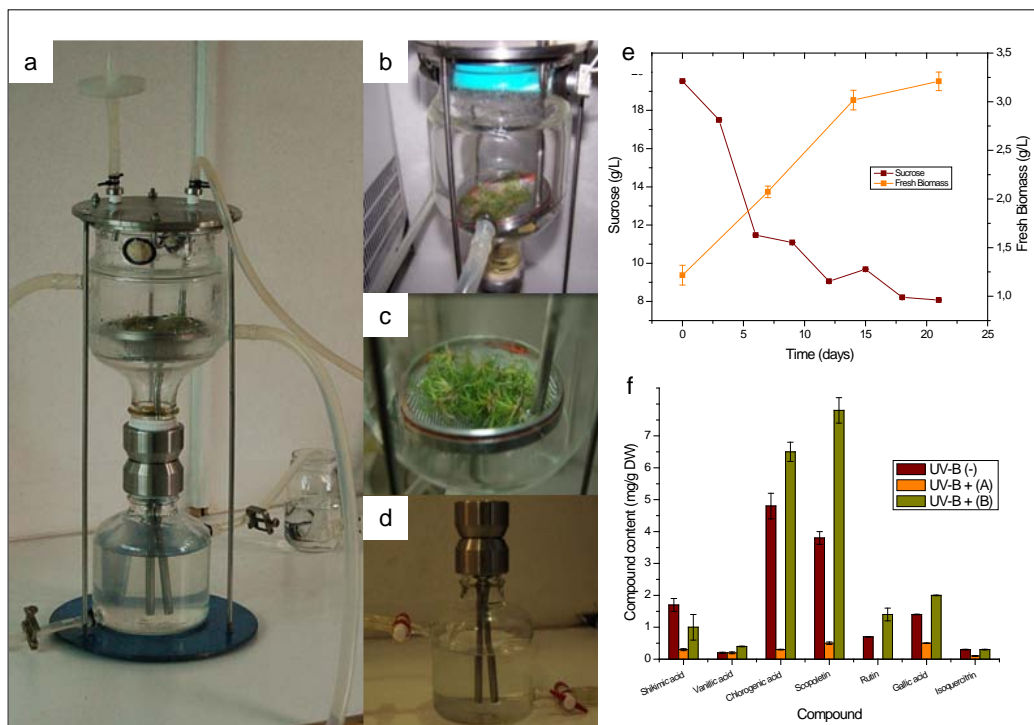 a
b
c
d
e
18
16
14
12
10
8
Sucrose (g/L)
3,5
3,0
2,5
2,0
1,5
1,0
Fresh Biomass (g/L)
Sucrose
Fresh Biomass
0 5 10 15 20 25
Time (days)
f
7
6
5
4
3
2
1
0
Compound content (mg/g DW)
UV-B (-)
UV-B + (A)
UV-B + (B)
Shikimic acid
Vanillic acid
Chlorogenic acid
Scopoletin
Rutin
Gallic acid
Isoquercitrin
Compound